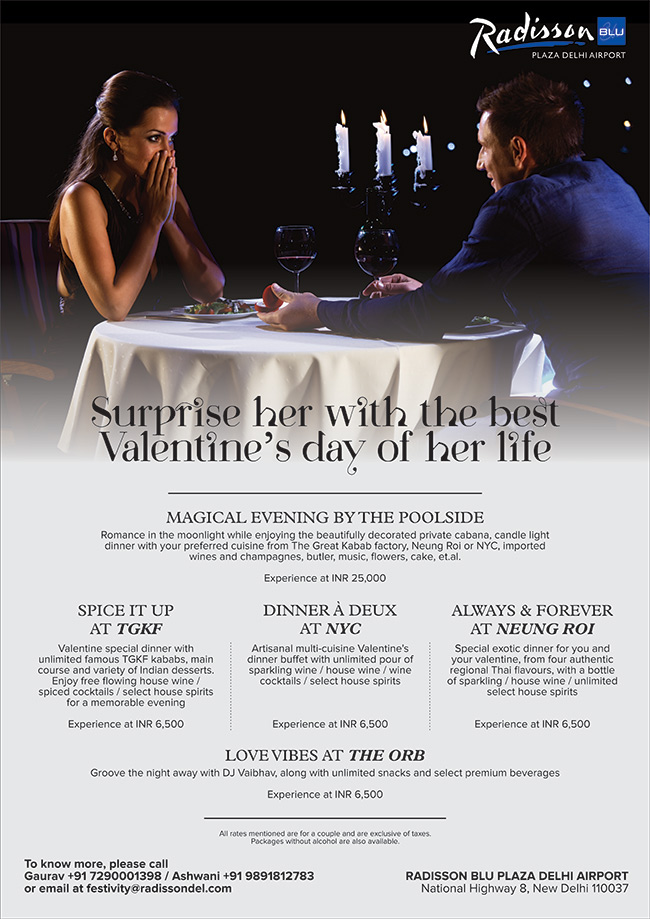 Radisson BLU
PLAZA DELHI AIRPORT
Surprise her with the best
Valentine's day of her life
MAGICAL EVENING BY THE POOLSIDE
Romance in the moonlight while enjoying the beautifully decorated private cabana, candle light
dinner with your preferred cuisine from The Great Kabab factory, Neung Roi or NYC, imported
wines and champagnes, butler, music, flowers, cake, et.al.
Experience at INR 25,000
SPICE IT UP
AT TGKF
Valentine special dinner with
unlimited famous TGKF kababs, main
course and variety of Indian desserts.
Enjoy free flowing house wine /
spiced cocktails / select house spirits
for a memorable evening
Experience at INR 6,500
DINNER À DEUX
AT NYC
Artisanal multi-cuisine Valentine's
dinner buffet with unlimited pour of
sparkling wine / house wine / wine
cocktails / select house spirits
Experience at INR 6,500
ALWAYS & FOREVER
AT NEUNG ROI
Special exotic dinner for you and
your valentine, from four authentic
regional Thai flavours, with a bottle
of sparkling / house wine / unlimited
select house spirits
Experience at INR 6,500
LOVE VIBES AT THE ORB
Groove the night away with DJ Vaibhav, along with unlimited snacks and select premium beverages
Experience at INR 6,500
All rates mentioned are for a couple and are exclusive of taxes.
Packages without alcohol are also available.
To know more, please call
Gaurav +91 7290001398 / Ashwani +91 9891812783
or email at festivity@radissondel.com
RADISSON BLU PLAZA DELHI AIRPORT
National Highway 8, New Delhi 110037